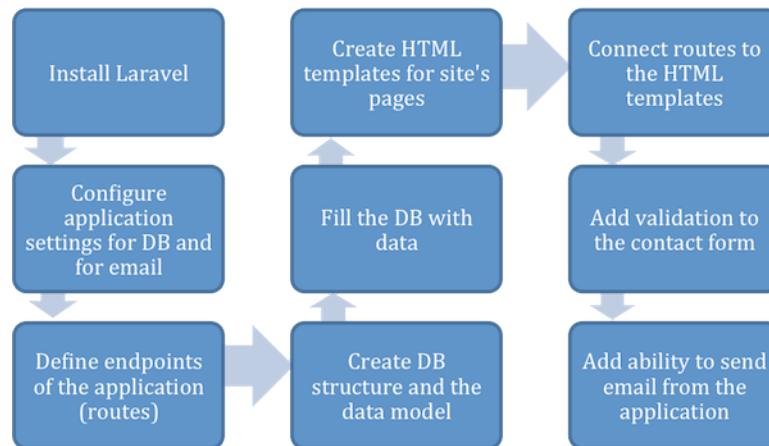 Install Laravel
Configure
application
settings for DB and
for email
Define endpoints
of the application
(routes)
Create DB
structure and the
data model
Fill the DB with
data
Create HTML
templates for site's
pages
Connect routes to
the HTML
templates
Add validation to
the contact form
Add ability to send
email from the
application